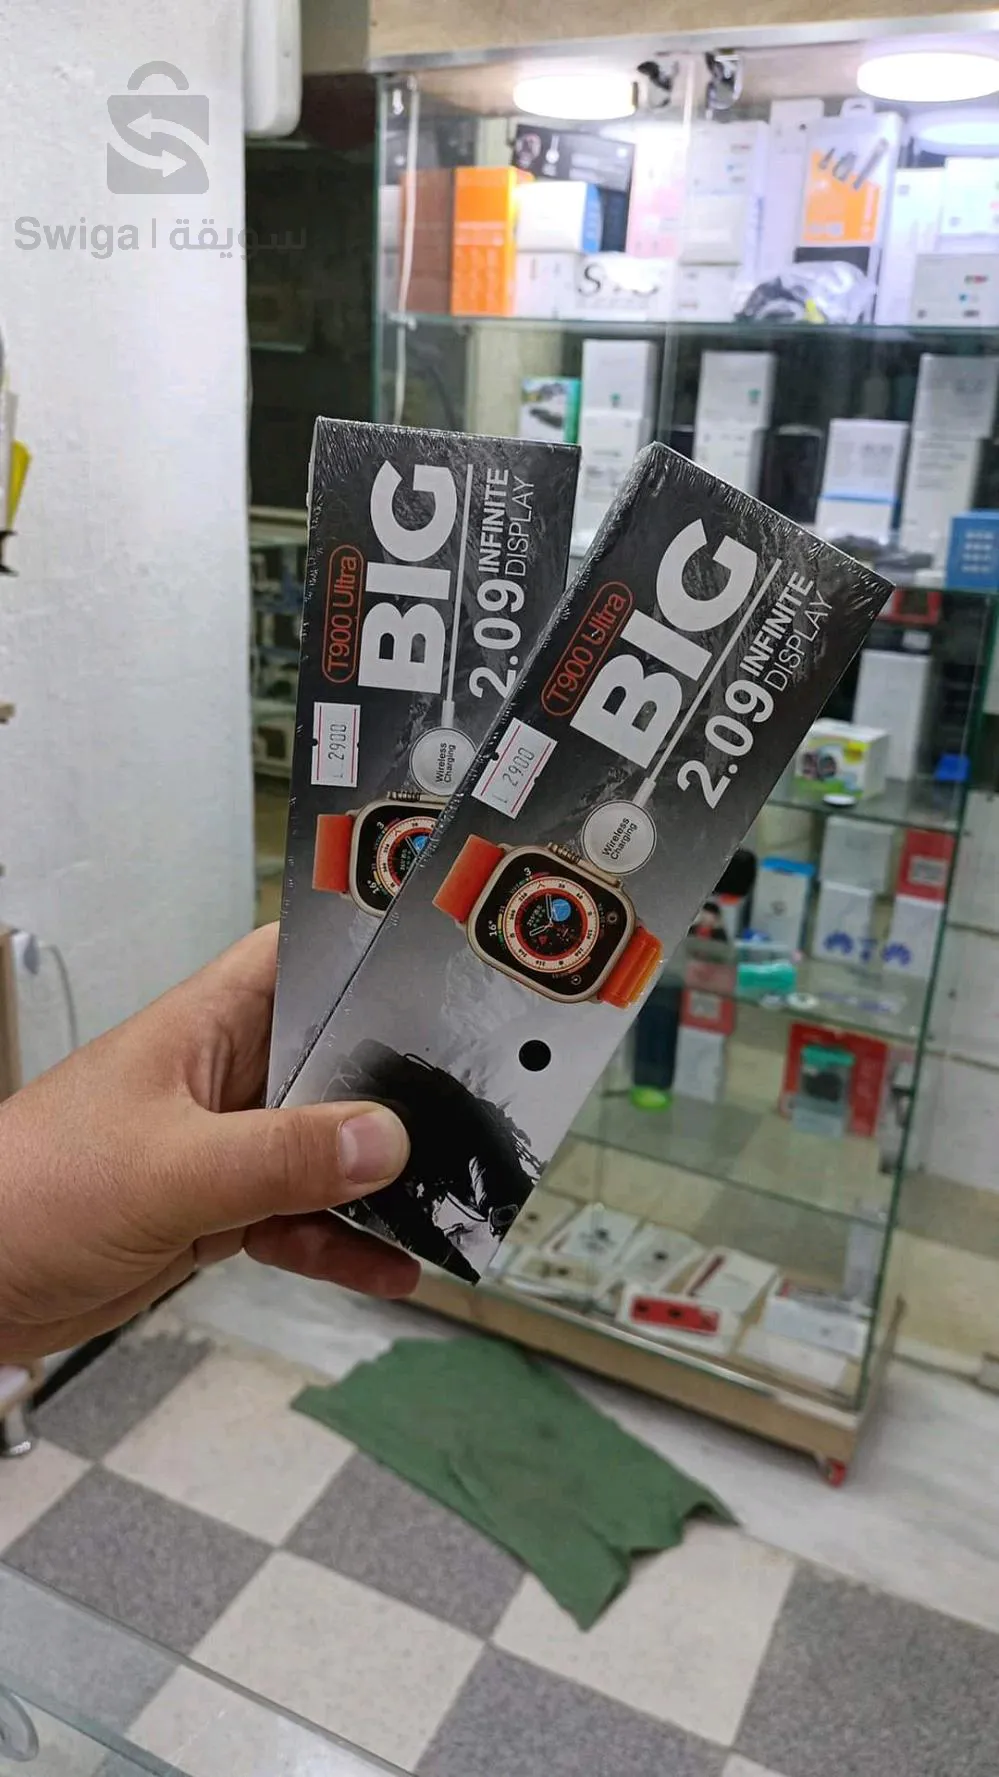 Swiga | سويقة
T900 Ultra
BIG
2.09 INFINITE
DISPLAY
L 2900
Wireless
Charging
T900 Ultra
BIG
2.09 INFINITE
DISPLAY
L 2900
Wireless
Charging